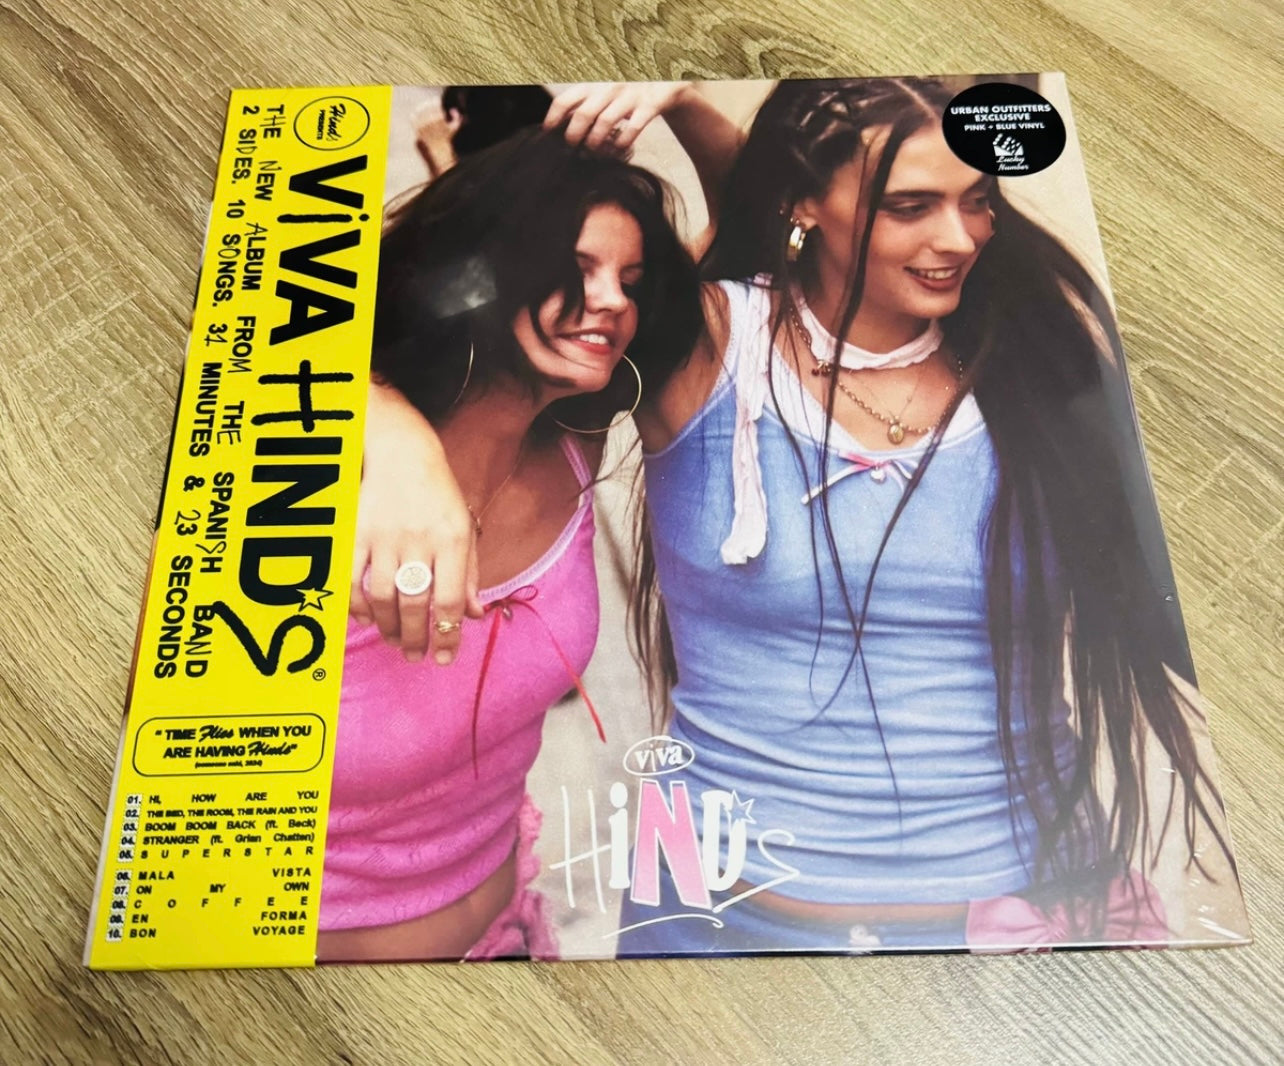 Hinds
PRESENTS
ViVA HiNDS®
THE NEW ALBUM FROM THE SPANISH BAND
2 SIDES. 10 SONGS. 31 MINUTES & 23 SECONDS
"TIME Flies WHEN YOU
ARE HAVING Hinds"
01. HI, HOW ARE YOU
02. THE BED, THE ROOM, THE RAIN AND YOU
03. BOOM BOOM BACK (ft. Beck)
04. STRANGER (ft. Grian Chatten)
05. SUPERSTAR
06. MALA VISTA
07. ON MY OWN
08. COFFEE
09. EN FORMA
10. BON VOYAGE
URBAN OUTFITTERS
EXCLUSIVE
PINK + BLUE VINYL
Lucky
Number
viva
HiNDS